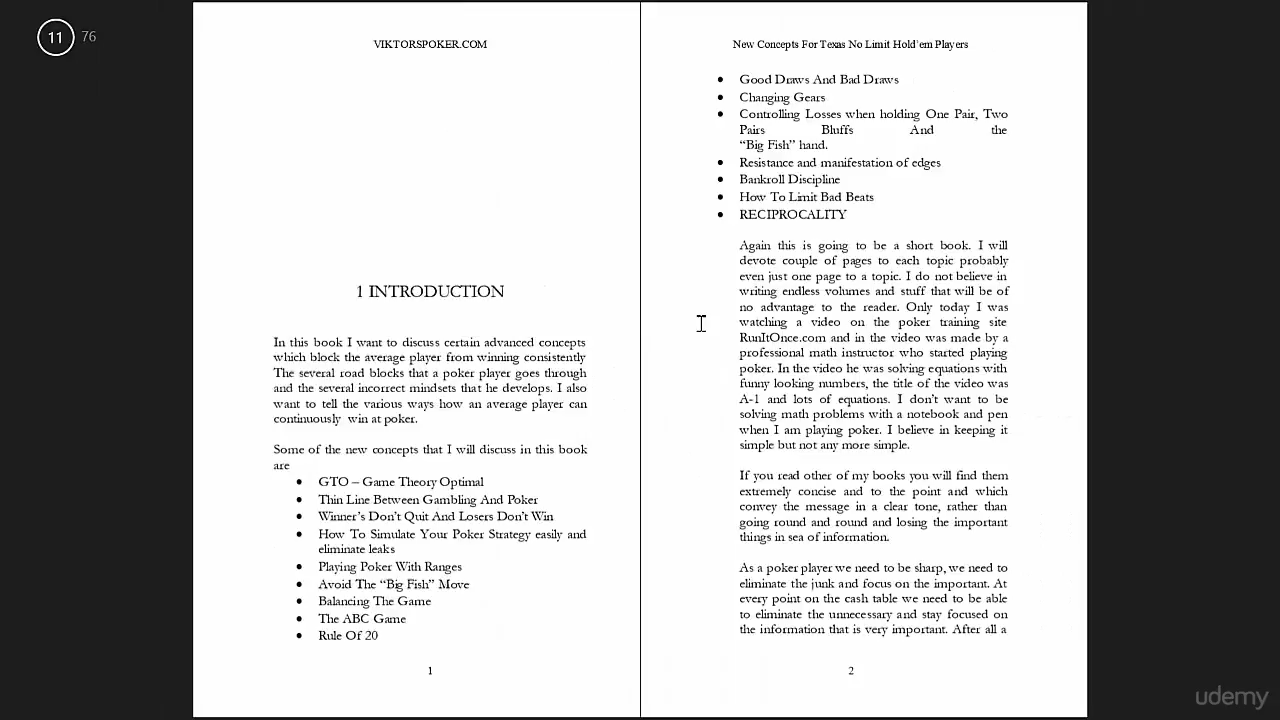 11 76
VIKTORSPOKER.COM
1 INTRODUCTION
In this book I want to discuss certain advanced concepts
which block the average player from winning consistently
The several road blocks that a poker player goes through
and the several incorrect mindsets that he develops. I also
want to tell the various ways how an average player can
continuously win at poker.
Some of the new concepts that I will discuss in this book
are
• GTO – Game Theory Optimal
• Thin Line Between Gambling And Poker
• Winner's Don't Quit And Losers Don't Win
• How To Simulate Your Poker Strategy easily and
eliminate leaks
• Playing Poker With Ranges
• Avoid The “Big Fish” Move
• Balancing The Game
• The ABC Game
• Rule Of 20
1
New Concepts For Texas No Limit Hold'em Players
• Good Draws And Bad Draws
• Changing Gears
• Controlling Losses when holding One Pair, Two
Pairs Bluffs And the
“Big Fish” hand.
• Resistance and manifestation of edges
• Bankroll Discipline
• How To Limit Bad Beats
• RECIPROCALITY
Again this is going to be a short book. I will
devote couple of pages to each topic probably
even just one page to a topic. I do not believe in
writing endless volumes and stuff that will be of
no advantage to the reader. Only today I was
watching a video on the poker training site
RunItOnce.com and in the video was made by a
professional math instructor who started playing
poker. In the video he was solving equations with
funny looking numbers, the title of the video was
A-1 and lots of equations. I don't want to be
solving math problems with a notebook and pen
when I am playing poker. I believe in keeping it
simple but not any more simple.
If you read other of my books you will find them
extremely concise and to the point and which
convey the message in a clear tone, rather than
going round and round and losing the important
things in sea of information.
As a poker player we need to be sharp, we need to
eliminate the junk and focus on the important. At
every point on the cash table we need to be able
to eliminate the unnecessary and stay focused on
the information that is very important. After all a
2
udemy